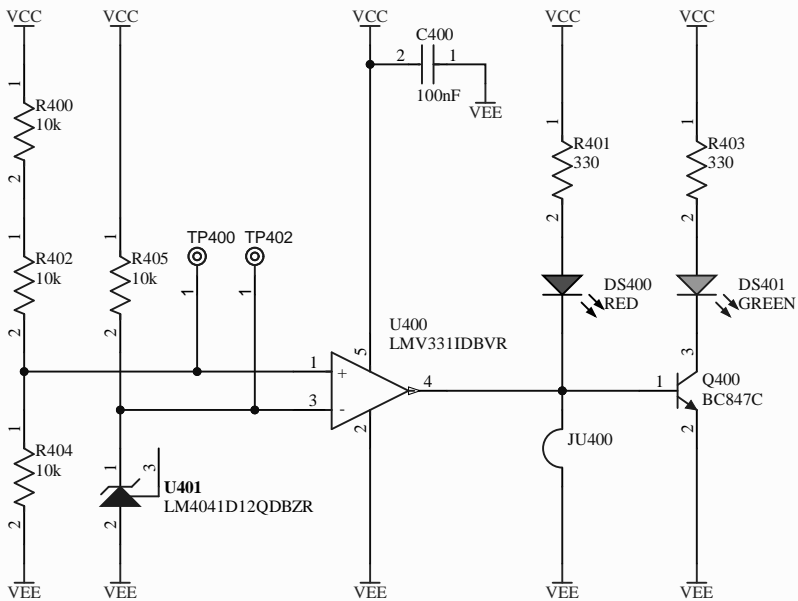 VCC
VCC
VCC
VCC
VCC
C400
2
1
100nF
VEE
1
R400
10k
2
1
R401
330
2
1
R403
330
2
1
R402
10k
2
1
R405
10k
2
TP400
1
TP402
1
DS400
RED
DS401
GREEN
U400
LMV331IDBVR
5
1
+
3
-
4
2
3
1
Q400
BC847C
2
JU400
1
R404
10k
2
1
3
U401
LM4041D12QDBZR
2
VEE
VEE
VEE
VEE
VEE